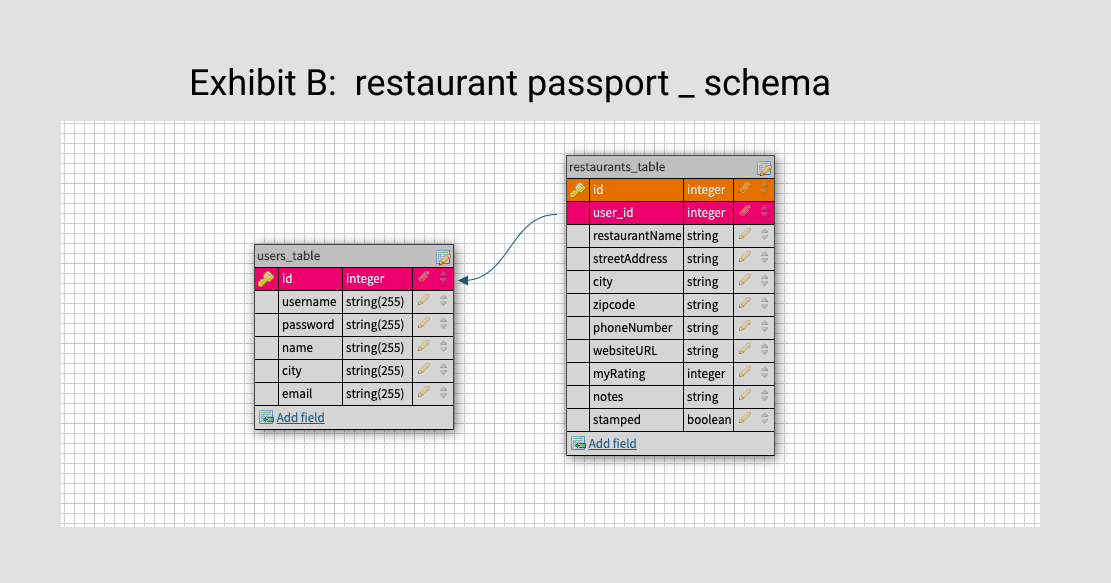 Exhibit B:  restaurant passport _ schema
users_table
id integer
username string(255)
password string(255)
name string(255)
city string(255)
email string(255)
Add field
restaurants_table
id integer
user_id integer
restaurantName string
streetAddress string
city string
zipcode string
phoneNumber string
websiteURL string
myRating integer
notes string
stamped boolean
Add field